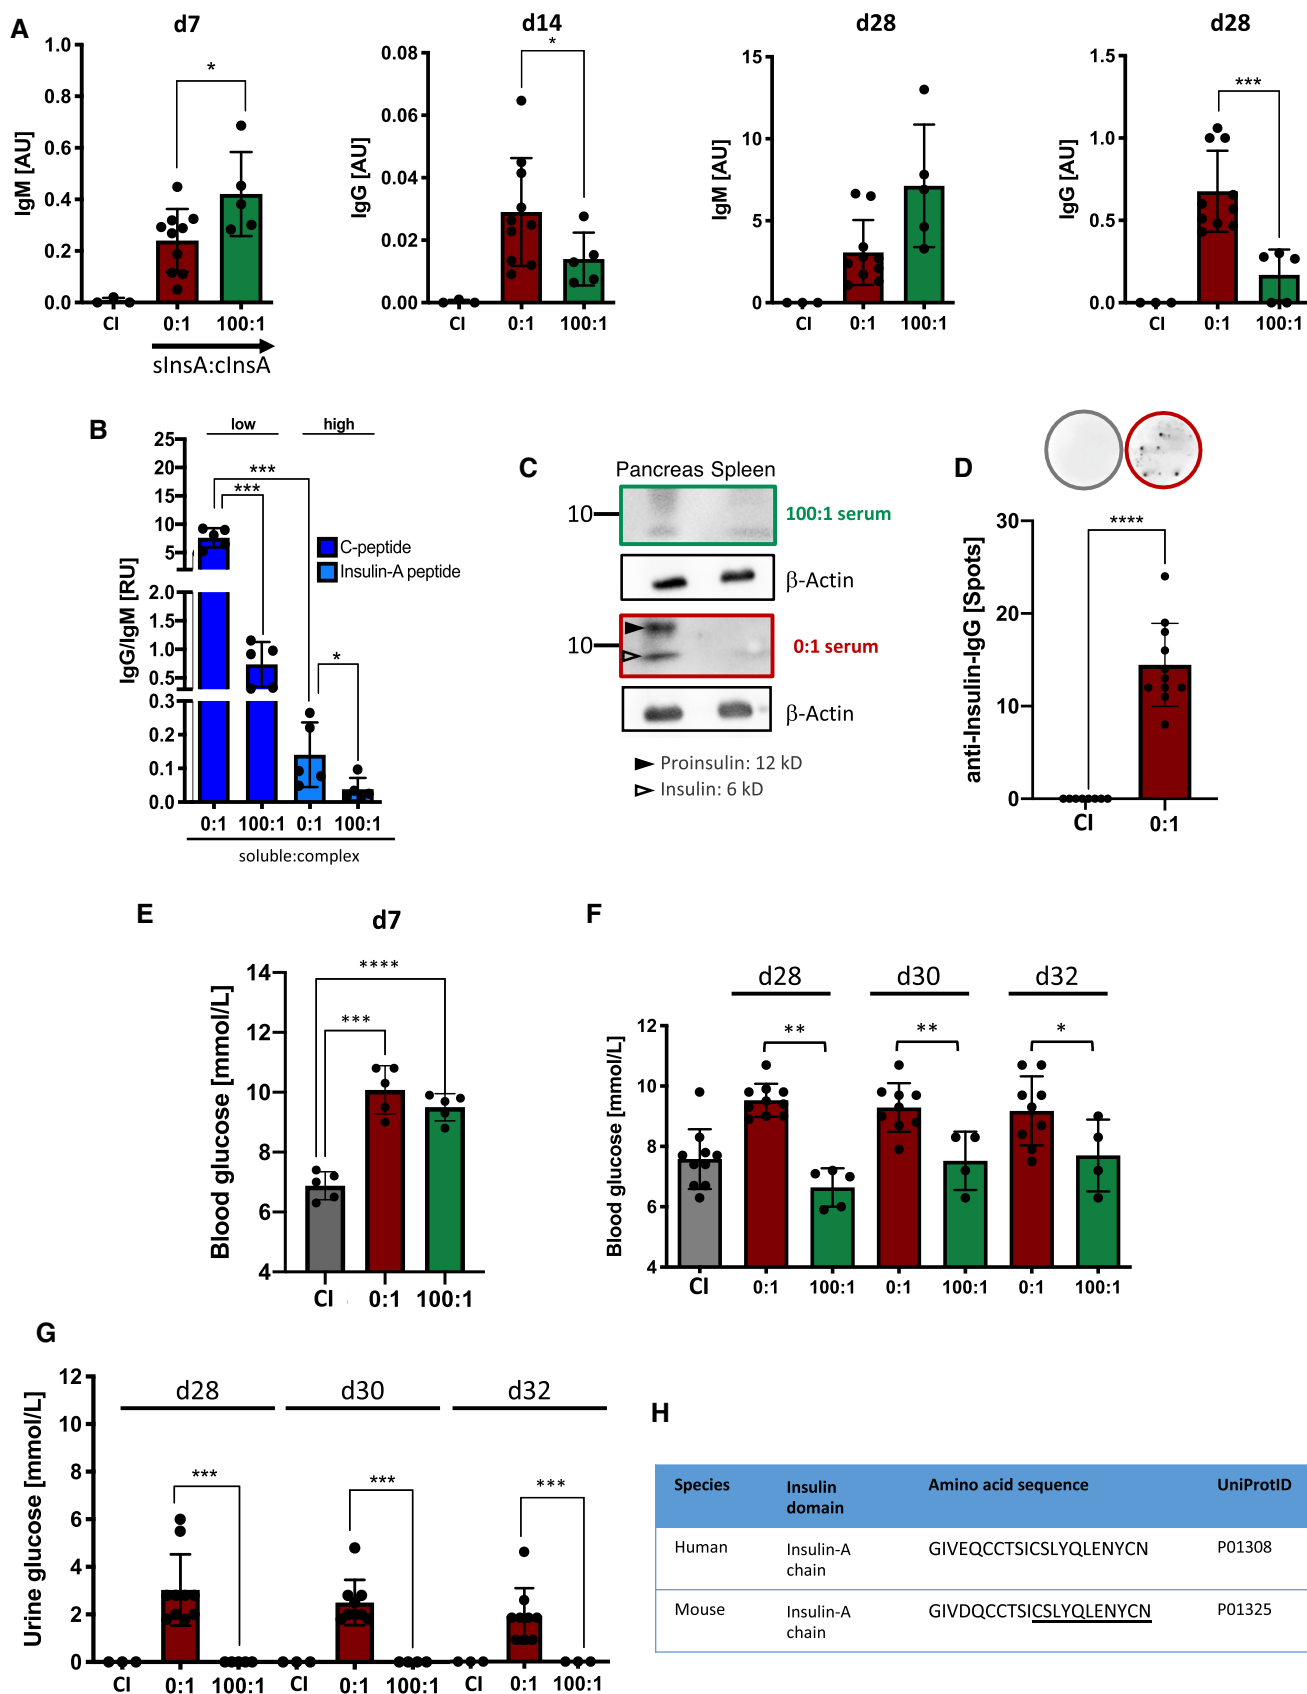 A
d7
d14
d28
d28
IgM [AU]
1.0
0.8
0.6
0.4
0.2
0.0
*
CI
0:1
100:1
sInsA:cInsA
IgG [AU]
0.08
0.06
0.04
0.02
0.00
*
CI
0:1
100:1
IgM [AU]
15
10
5
0
CI
0:1
100:1
IgG [AU]
1.5
1.0
0.5
0.0
***
CI
0:1
100:1
B
low
high
IgG/IgM [RU]
25
20
15
10
5
2.0
1.5
1.0
0.5
0.3
0.2
0.1
0.0
***
***
*
C-peptide
Insulin-A peptide
0:1
100:1
0:1
100:1
soluble:complex
C
Pancreas Spleen
10
100:1 serum
β-Actin
10
0:1 serum
β-Actin
Proinsulin: 12 kD
Insulin: 6 kD
D
anti-Insulin-IgG [Spots]
30
20
10
0
****
CI
0:1
E
d7
Blood glucose [mmol/L]
14
12
10
8
6
4
****
***
CI
0:1
100:1
F
d28
d30
d32
Blood glucose [mmol/L]
12
10
8
6
4
**
**
*
CI
0:1
100:1
0:1
100:1
0:1
100:1
G
d28
d30
d32
Urine glucose [mmol/L]
12
10
8
6
4
2
0
***
***
***
CI
0:1
100:1
CI
0:1
100:1
CI
0:1
100:1
H
Species
Insulin
domain
Amino acid sequence
UniProtID
Human
Insulin-A
chain
GIVEQCCTSICSLYQLENYCN
P01308
Mouse
Insulin-A
chain
GIVDQCCTSICSLYQLENYCN
P01325